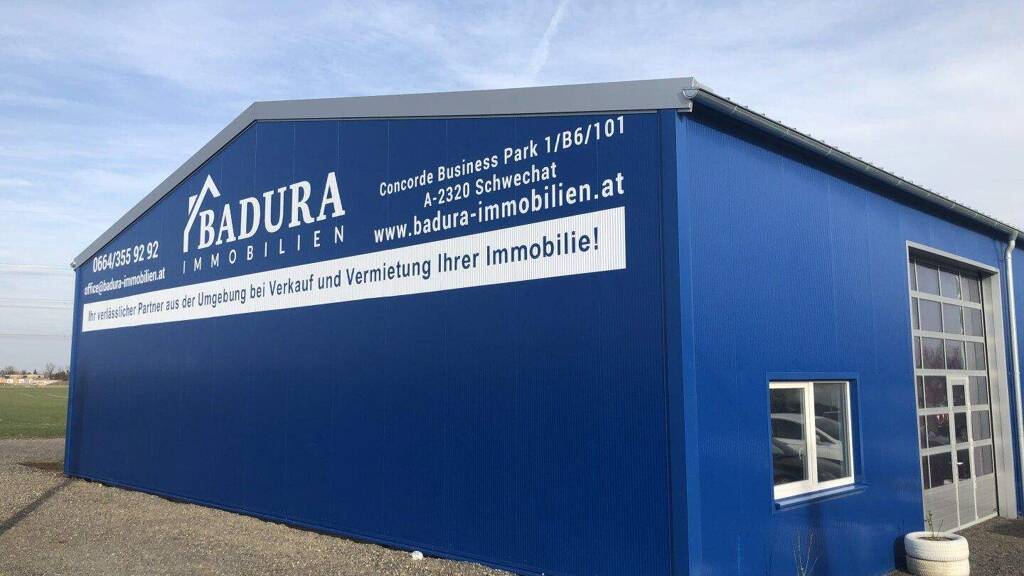 BADURA
IMMOBILIEN
0664/355 92 92
office@badura-immobilien.at
Concorde Business Park 1/B6/101
A-2320 Schwechat
www.badura-immobilien.at
Ihr verlässlicher Partner aus der Umgebung bei Verkauf und Vermietung Ihrer Immobilie!